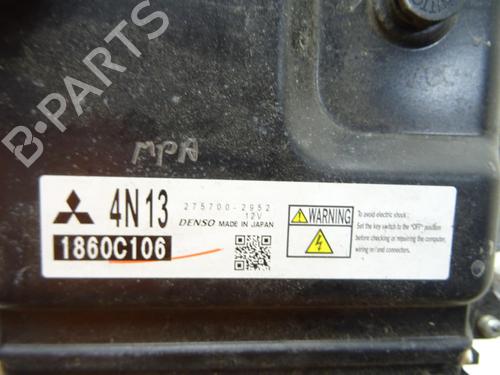 B-PARTS
MPA
4N13
275700-2952
12V
DENSO MADE IN JAPAN
1860C106
WARNING
To avoid electric shock ;
Set the key switch to the "OFF" position
before checking or repairing the computer,
wiring in/and connectors.